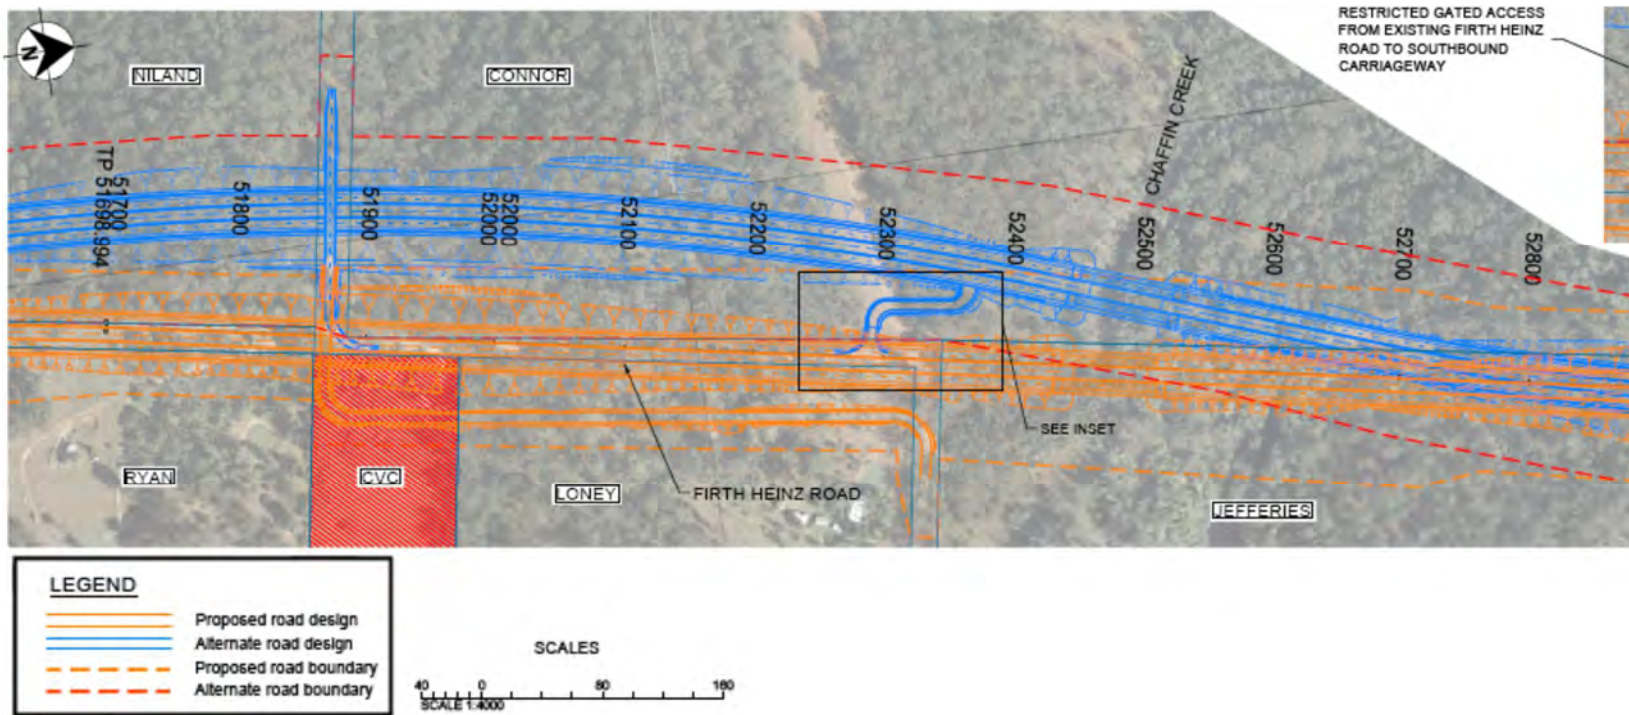 RESTRICTED GATED ACCESS
FROM EXISTING FIRTH HEINZ
ROAD TO SOUTHBOUND
CARRIAGEWAY
N
NILAND
CONNOR
CHAFFIN CREEK
TP 51698.994
51700
51800
51900
52000
52000
52100
52200
52300
52400
52500
52600
52700
52800
SEE INSET
RYAN
CVC
LONEY
FIRTH HEINZ ROAD
JEFFERIES
LEGEND
Proposed road design
Alternate road design
Proposed road boundary
Alternate road boundary
SCALES
40 0 80 160
SCALE 1:4000